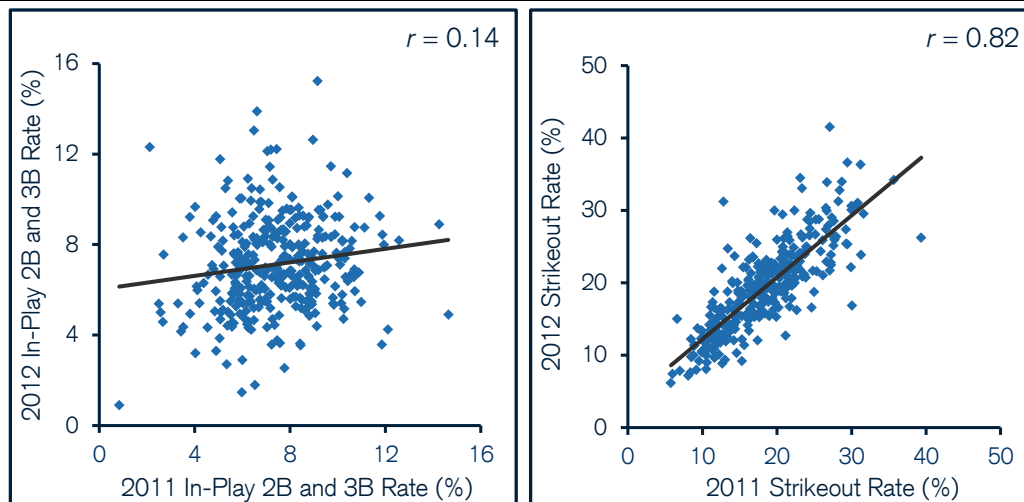 r = 0.14
2012 In-Play 2B and 3B Rate (%)
16
12
8
4
0
0 4 8 12 16
2011 In-Play 2B and 3B Rate (%)
r = 0.82
2012 Strikeout Rate (%)
50
40
30
20
10
0
0 10 20 30 40 50
2011 Strikeout Rate (%)